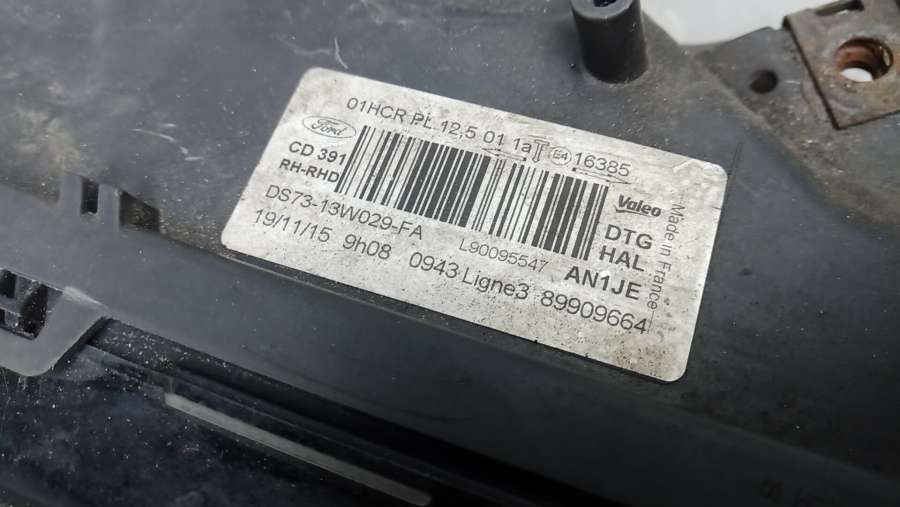 01HCR PL 12,5 01 1a E4 16385
Ford
CD 391
RH-RHD
DS73-13W029-FA
L90095547
Valeo
DTG
HAL
AN1JE
Made in France
19/11/15 9h08 0943 Ligne3 89909664